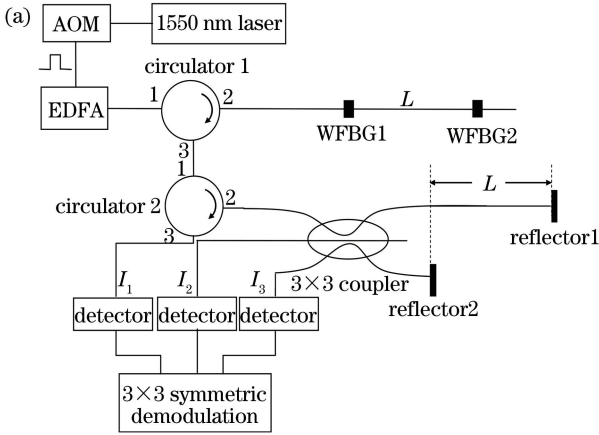 (a)
AOM
1550 nm laser
circulator 1
EDFA
1
2
L
WFBG1
WFBG2
3
1
circulator 2
2
3
L
reflector1
I1
I2
I3
3×3 coupler
reflector2
detector
detector
detector
3×3 symmetric
demodulation